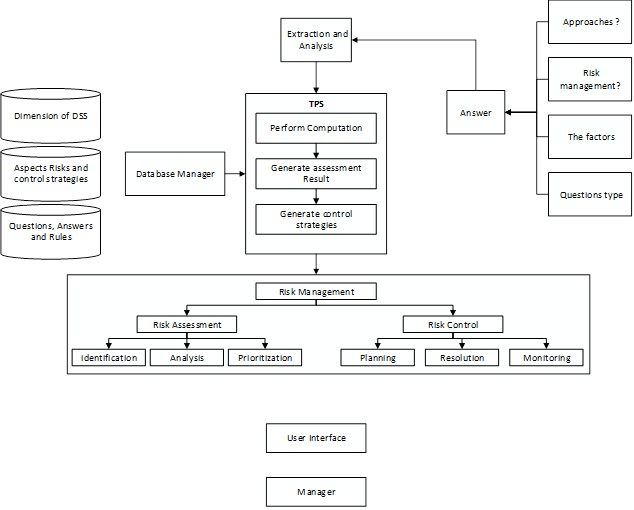 Approaches ?
Extraction and
Analysis
Risk
management?
TPS
Answer
Dimension of DSS
Perform Computation
The factors
Aspects Risks and
control strategies
Database Manager
Generate assessment
Result
Questions type
Questions, Answers
and Rules
Generate control
strategies
Risk Management
Risk Assessment
Risk Control
Identification
Analysis
Prioritization
Planning
Resolution
Monitoring
User Interface
Manager